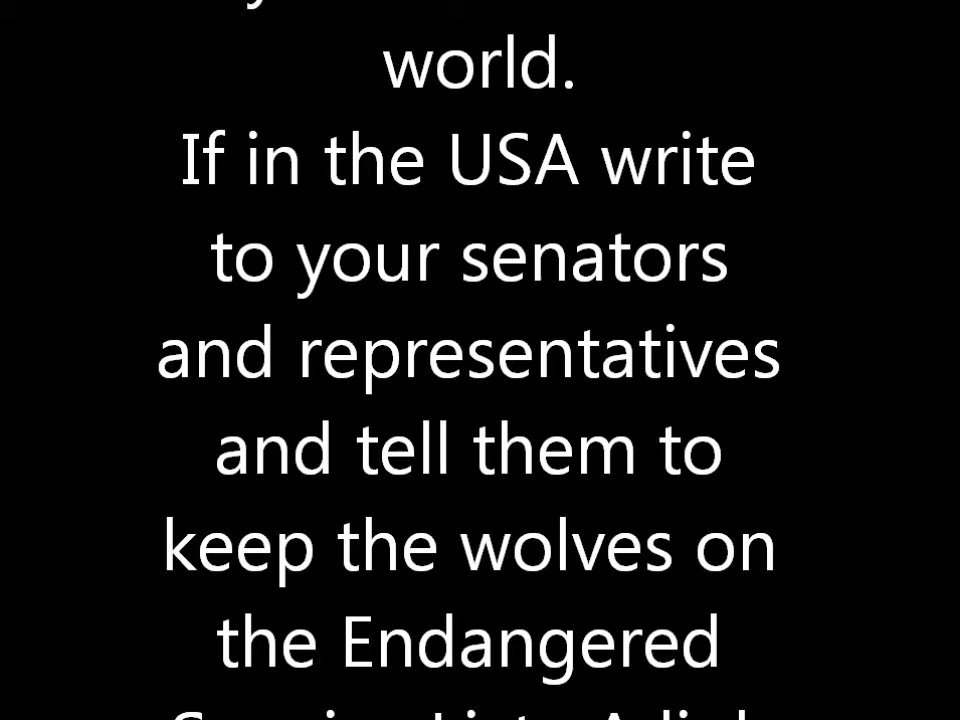 world.
If in the USA write
to your senators
and representatives
and tell them to
keep the wolves on
the Endangered